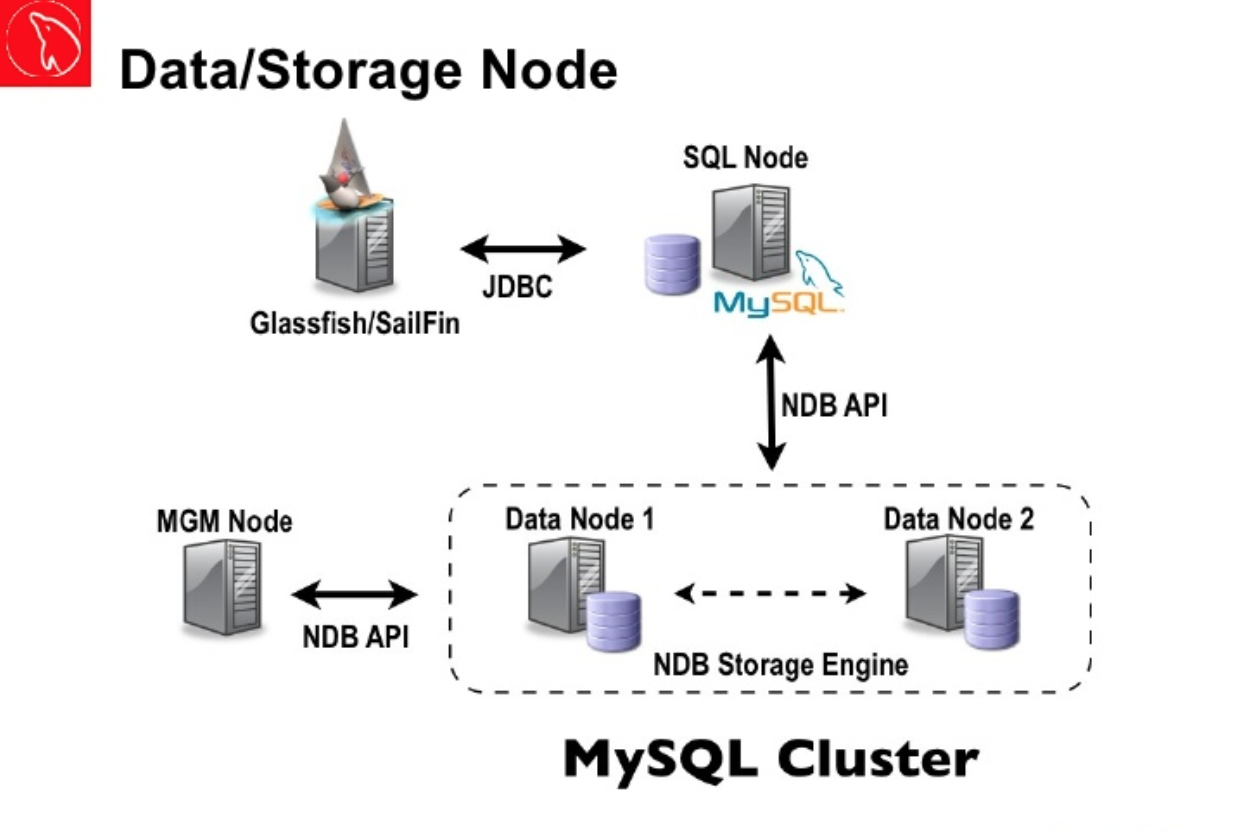 Data/Storage Node
SQL Node
JDBC
MySQL
Glassfish/SailFin
NDB API
MGM Node
Data Node 1
Data Node 2
NDB API
NDB Storage Engine
MySQL Cluster